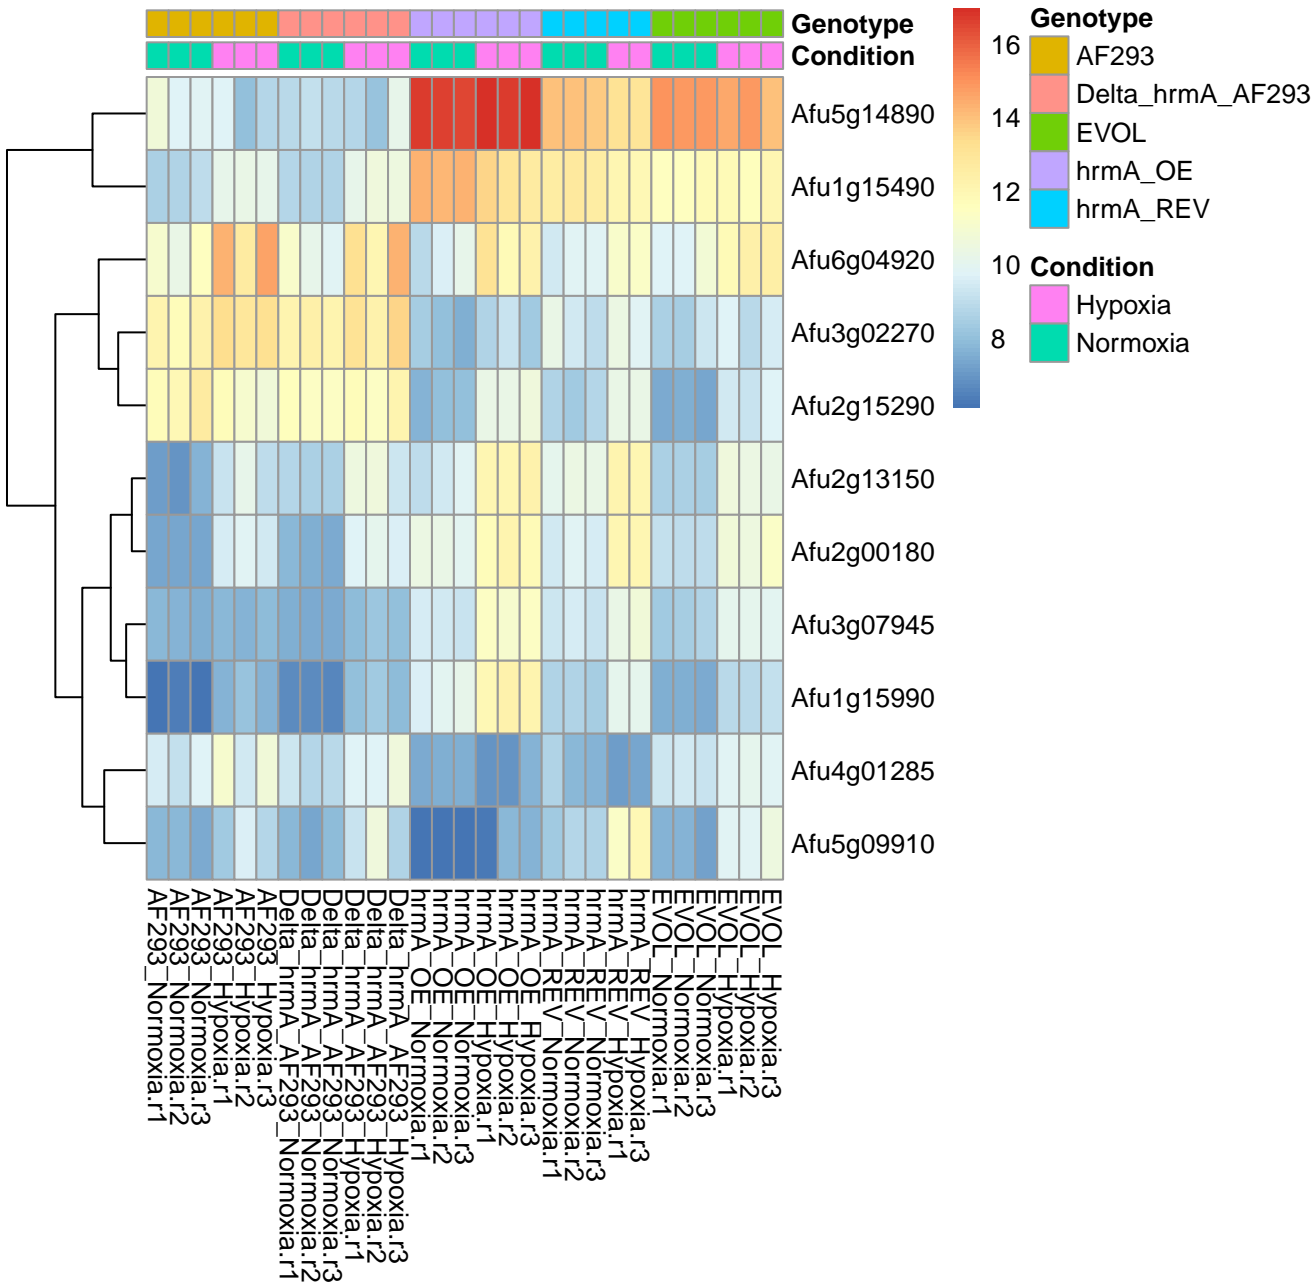 Genotype
Condition
Afu5g14890
Afu1g15490
Afu6g04920
Afu3g02270
Afu2g15290
Afu2g13150
Afu2g00180
Afu3g07945
Afu1g15990
Afu4g01285
Afu5g09910
16
14
12
10
8
Genotype
AF293
Delta_hrmA_AF293
EVOL
hrmA_OE
hrmA_REV
Condition
Hypoxia
Normoxia
AF293_Normoxia.r1
AF293_Normoxia.r2
AF293_Normoxia.r3
AF293_Hypoxia.r1
AF293_Hypoxia.r2
AF293_Hypoxia.r3
Delta_hrmA_AF293_Normoxia.r1
Delta_hrmA_AF293_Normoxia.r2
Delta_hrmA_AF293_Normoxia.r3
Delta_hrmA_AF293_Hypoxia.r1
Delta_hrmA_AF293_Hypoxia.r2
Delta_hrmA_AF293_Hypoxia.r3
hrmA_OE_Normoxia.r1
hrmA_OE_Normoxia.r2
hrmA_OE_Normoxia.r3
hrmA_OE_Hypoxia.r1
hrmA_OE_Hypoxia.r2
hrmA_OE_Hypoxia.r3
hrmA_REV_Normoxia.r1
hrmA_REV_Normoxia.r2
hrmA_REV_Normoxia.r3
hrmA_REV_Hypoxia.r1
hrmA_REV_Hypoxia.r3
EVOL_Normoxia.r1
EVOL_Normoxia.r2
EVOL_Normoxia.r3
EVOL_Hypoxia.r1
EVOL_Hypoxia.r2
EVOL_Hypoxia.r3